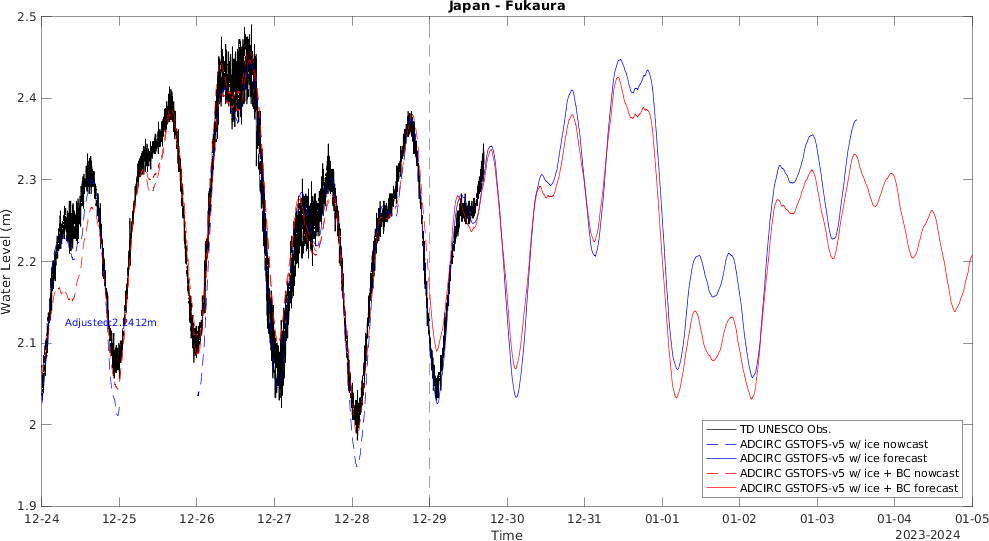 Japan - Fukaura
2.5
2.4
2.3
2.2
2.1
2
1.9
Water Level (m)
Adjusted:2.2412m
TD UNESCO Obs.
ADCIRC GSTOFS-v5 w/ ice nowcast
ADCIRC GSTOFS-v5 w/ ice forecast
ADCIRC GSTOFS-v5 w/ ice + BC nowcast
ADCIRC GSTOFS-v5 w/ ice + BC forecast
12-24 12-25 12-26 12-27 12-28 12-29 12-30 12-31 01-01 01-02 01-03 01-04 01-05
Time
2023-2024